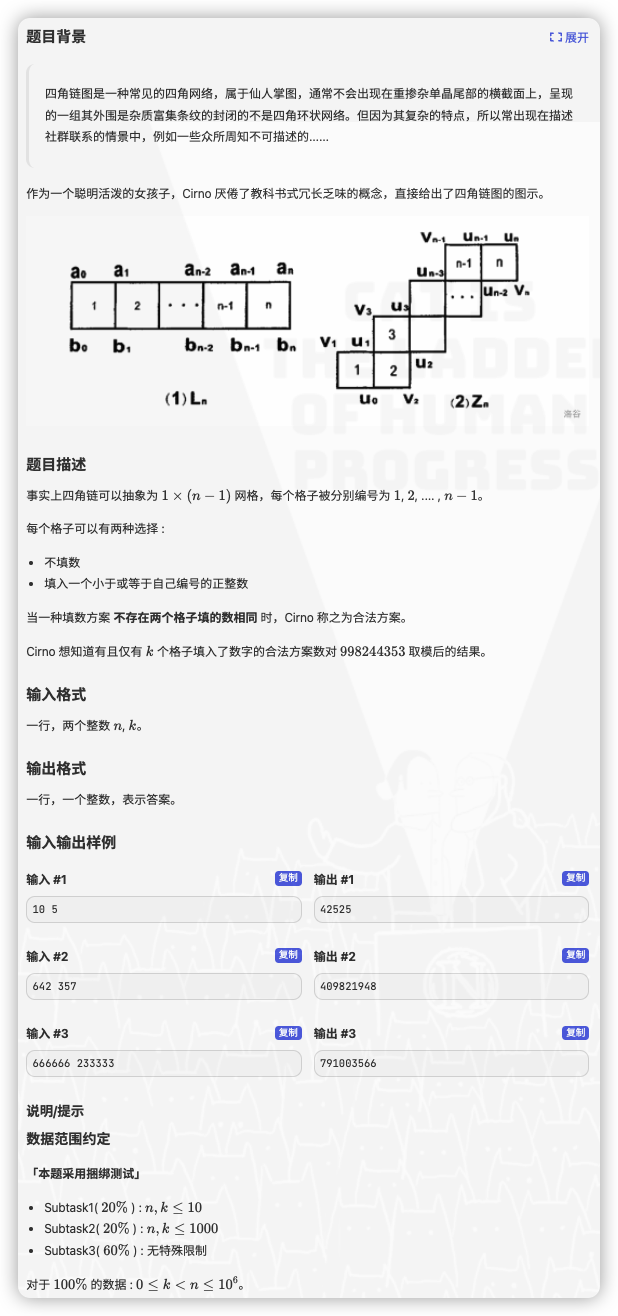 题目背景
展开
四角链图是一种常见的四角网络，属于仙人掌图，通常不会出现在重掺杂单晶尾部的横截面上，呈现
的一组其外围是杂质富集条纹的封闭的不是四角环状网络。但因为其复杂的特点，所以常出现在描述
社群联系的情景中，例如一些众所周知不可描述的……
作为一个聪明活泼的女孩子，Cirno 厌倦了教科书式冗长乏味的概念，直接给出了四角链图的图示。
a₀ a₁ aₙ₋₂ aₙ₋₁ aₙ
1 2 ··· n-1 n
b₀ b₁ bₙ₋₂ bₙ₋₁ bₙ
(1)Lₙ
Vₙ₋₁ uₙ₋₁ uₙ
n-1 n
uₙ₋₃ ··· uₙ₋₂ Vₙ
V₃ u₃
3
V₁ u₁ u₂
1 2
u₀ V₂ (2)Zₙ
洛谷
THE LADDER
OF HUMAN
PROGRESS
题目描述
事实上四角链可以抽象为 1 × (n − 1) 网格，每个格子被分别编号为 1, 2, .... , n − 1。
每个格子可以有两种选择 :
• 不填数
• 填入一个小于或等于自己编号的正整数
当一种填数方案 不存在两个格子填的数相同 时，Cirno 称之为合法方案。
Cirno 想知道有且仅有 k 个格子填入了数字的合法方案数对 998244353 取模后的结果。
输入格式
一行，两个整数 n, k。
输出格式
一行，一个整数，表示答案。
输入输出样例
输入 #1 复制 输出 #1 复制
10 5 42525
输入 #2 复制 输出 #2 复制
642 357 409821948
输入 #3 复制 输出 #3 复制
666666 233333 791003566
说明/提示
数据范围约定
「本题采用捆绑测试」
• Subtask1( 20% ) : n, k ≤ 10
• Subtask2( 20% ) : n, k ≤ 1000
• Subtask3( 60% ) : 无特殊限制
对于 100% 的数据 : 0 ≤ k < n ≤ 10⁶。